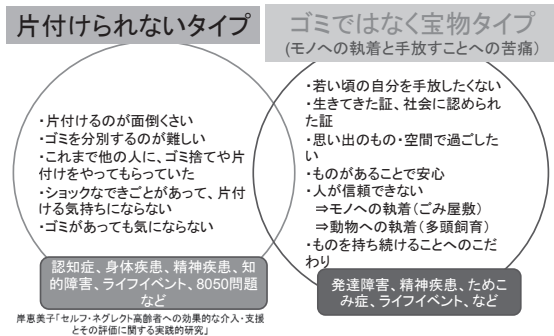 片付けられないタイプ
ゴミではなく宝物タイプ
(モノへの執着と手放すことへの苦痛)
・片付けるのが面倒くさい
・ゴミを分別するのが難しい
・これまで他の人に、ゴミ捨てや片
付けをやってもらっていた
・ショックなできごとがあって、片付
ける気持ちにならない
・ゴミがあっても気にならない
認知症、身体疾患、精神疾患、知
的障害、ライフイベント、8050問題
など
・若い頃の自分を手放したくない
・生きてきた証、社会に認められ
た証
・思い出のもの・空間で過ごした
い
・ものがあることで安心
・人が信頼できない
⇒モノへの執着(ごみ屋敷)
⇒動物への執着(多頭飼育)
・ものを持ち続けることへのこだ
わり
発達障害、精神疾患、ためこ
み症、ライフイベント、など
岸恵美子「セルフ・ネグレクト高齢者への効果的な介入・支援
とその評価に関する実践的研究」